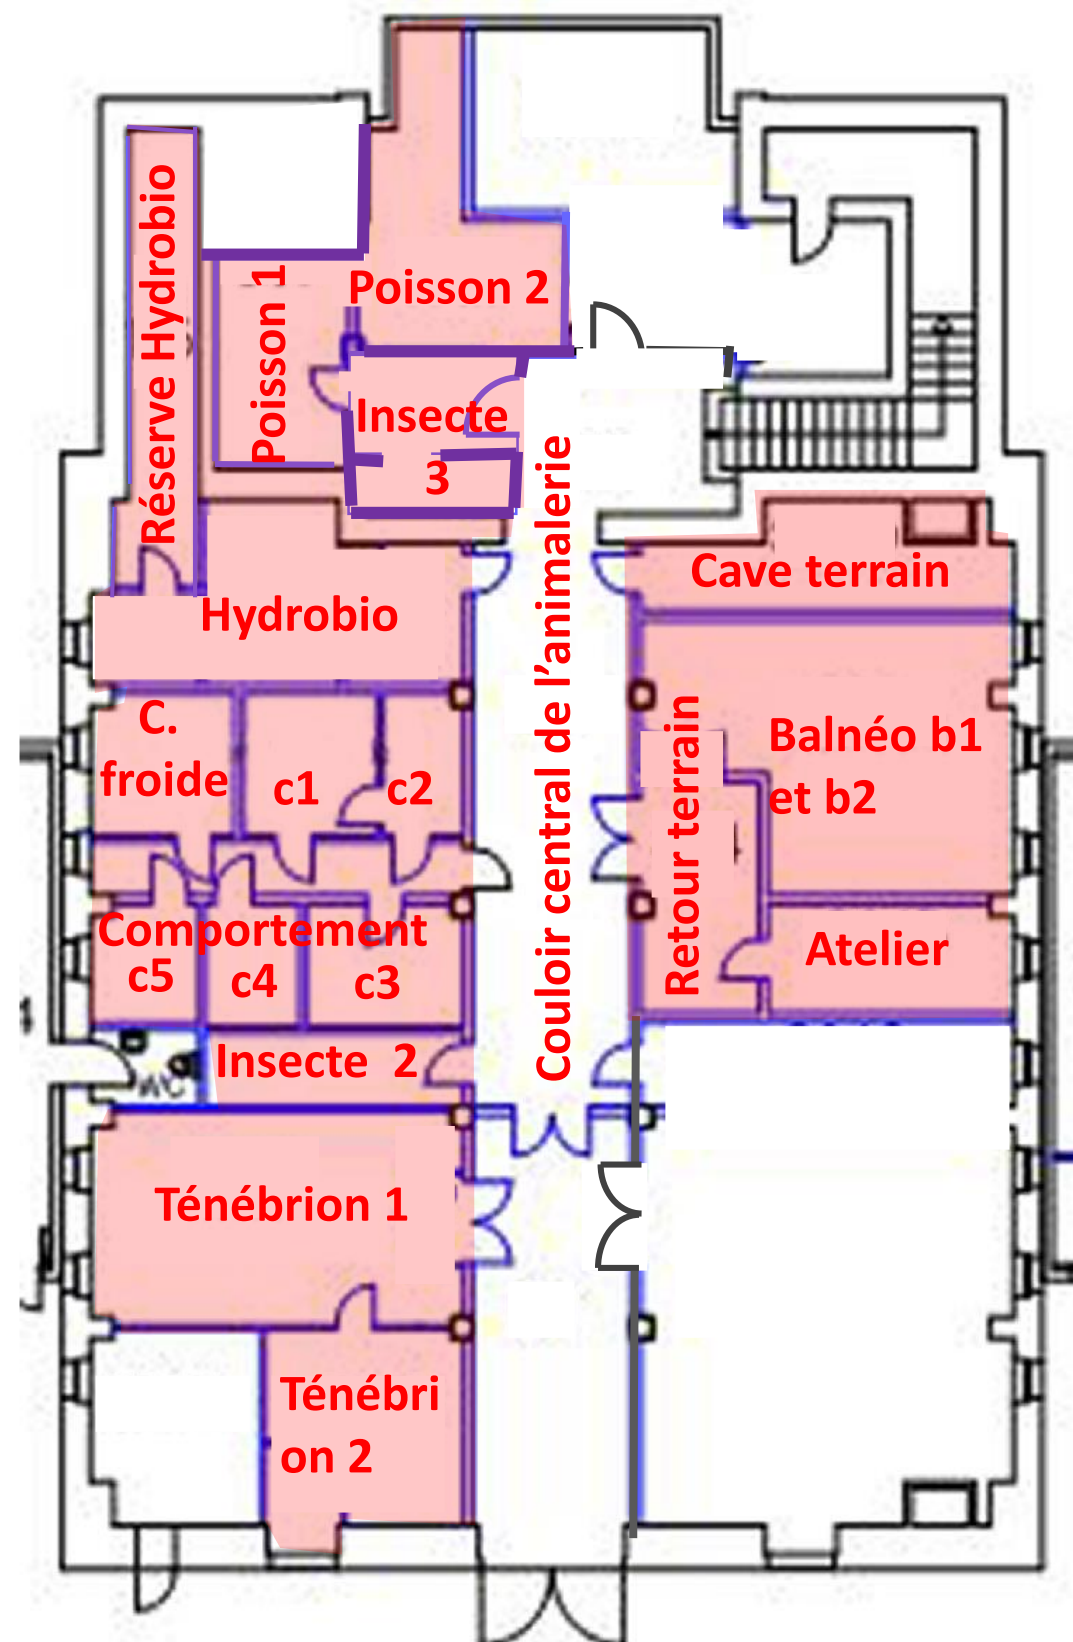 Réserve Hydrobio
Poisson 1
Poisson 2
Insecte
3
Couloir central de l’animalerie
Hydrobio
Cave terrain
C.
froide
c1
c2
Balnéo b1
et b2
Retour terrain
Comportement
c5
c4
c3
Atelier
Insecte 2
WC
Ténébrion 1
Ténébri
on 2